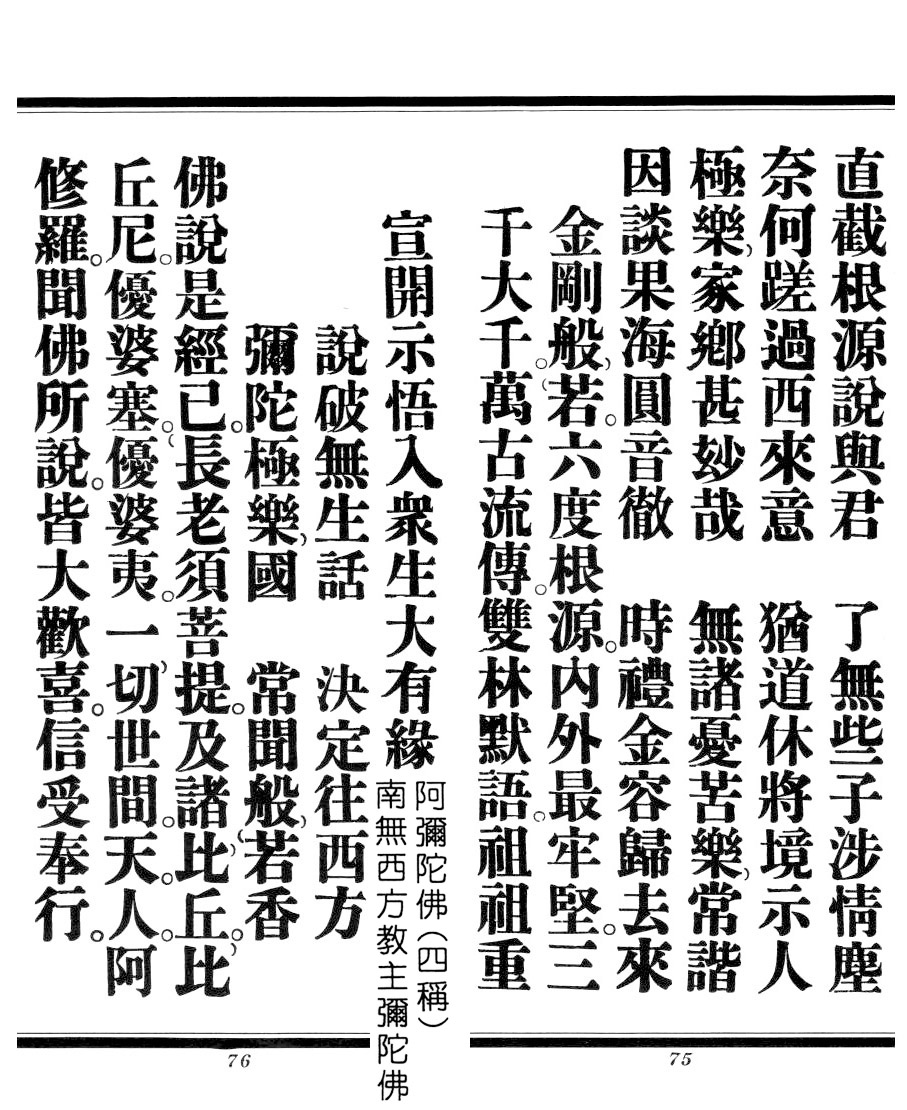 直截根源說與君　了無些子涉情塵
奈何蹉過西來意　猶道休將境示人
極樂家鄉甚妙哉　無諸憂苦樂常諧
因談果海圓音徹　時禮金容歸去來
金剛般若。六度根源。內外最牢堅。三
千大千。萬古流傳。雙林默語。祖祖重
宣開示悟入眾生大有緣
阿彌陀佛（四稱）
南無西方教主彌陀佛
說破無生話　決定往西方
彌陀極樂國　常聞般若香
佛說是經已。長老須菩提。及諸比丘。比
丘尼。優婆塞。優婆夷。一切世間。天。人。阿
修羅。聞佛所說。皆大歡喜。信受奉行。
75
76